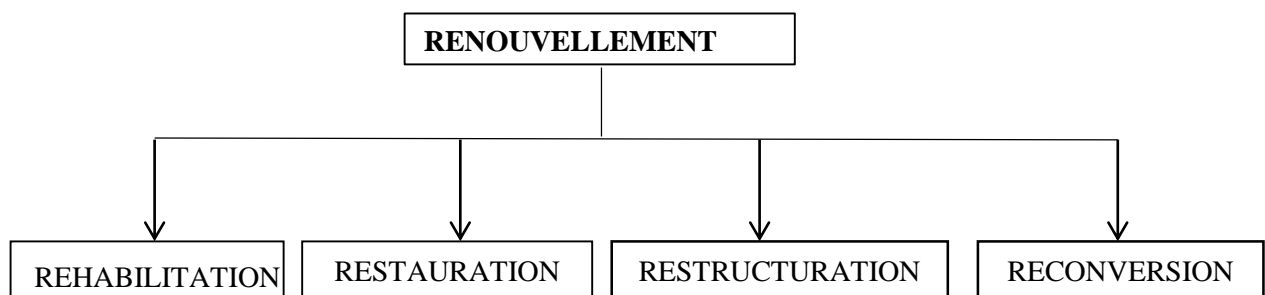 RENOUVELLEMENT
REHABILITATION
RESTAURATION
RESTRUCTURATION
RECONVERSION